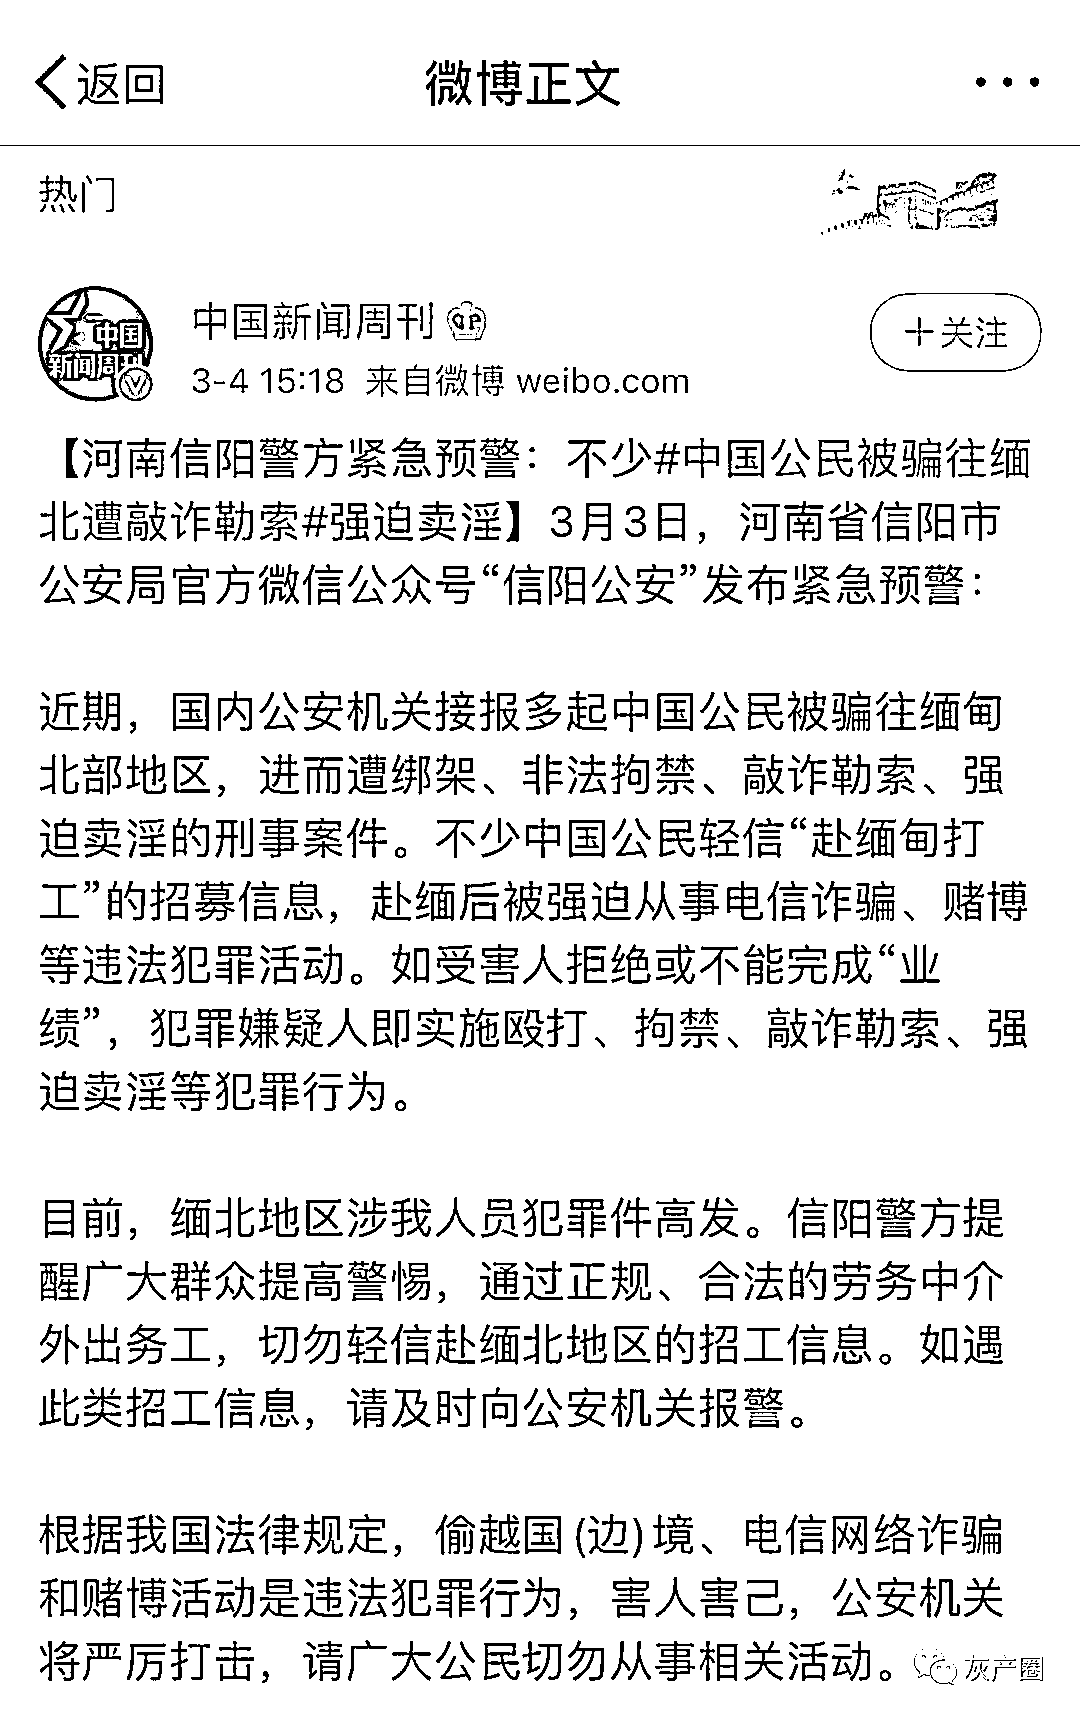 返回
微博正文
热门
中国
新闻周刊
中国新闻周刊
3-4 15:18 来自微博 weibo.com
+关注
【河南信阳警方紧急预警：不少#中国公民被骗往缅
北遭敲诈勒索#强迫卖淫】3月3日，河南省信阳市
公安局官方微信公众号“信阳公安”发布紧急预警：
近期，国内公安机关接报多起中国公民被骗往缅甸
北部地区，进而遭绑架、非法拘禁、敲诈勒索、强
迫卖淫的刑事案件。不少中国公民轻信“赴缅甸打
工”的招募信息，赴缅后被强迫从事电信诈骗、赌博
等违法犯罪活动。如受害人拒绝或不能完成“业
绩”，犯罪嫌疑人即实施殴打、拘禁、敲诈勒索、强
迫卖淫等犯罪行为。
目前，缅北地区涉我人员犯罪件高发。信阳警方提
醒广大群众提高警惕，通过正规、合法的劳务中介
外出务工，切勿轻信赴缅北地区的招工信息。如遇
此类招工信息，请及时向公安机关报警。
根据我国法律规定，偷越国(边)境、电信网络诈骗
和赌博活动是违法犯罪行为，害人害己，公安机关
将严厉打击，请广大公民切勿从事相关活动。
灰产圈